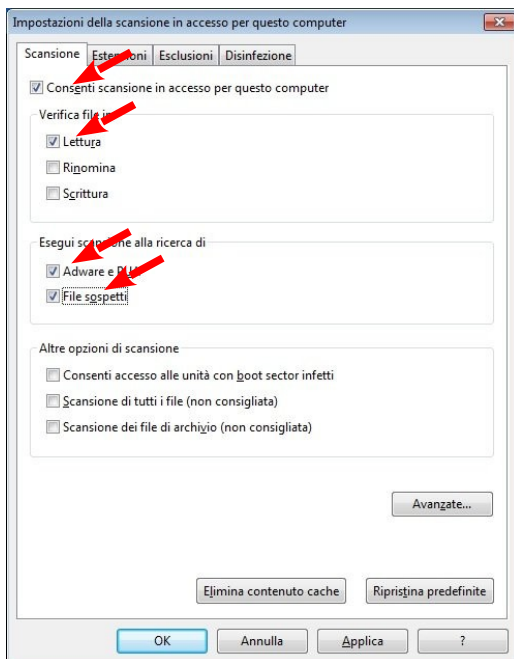 Impostazioni della scansione in accesso per questo computer
Scansione Estensioni Esclusioni Disinfezione
Consenti scansione in accesso per questo computer
Verifica file in
Lettura
Rinomina
Scrittura
Esegui scansione alla ricerca di
Adware e PUA
File sospetti
Altre opzioni di scansione
Consenti accesso alle unità con boot sector infetti
Scansione di tutti i file (non consigliata)
Scansione dei file di archivio (non consigliata)
Avanzate...
Elimina contenuto cache Ripristina predefinite
OK Annulla Applica ?